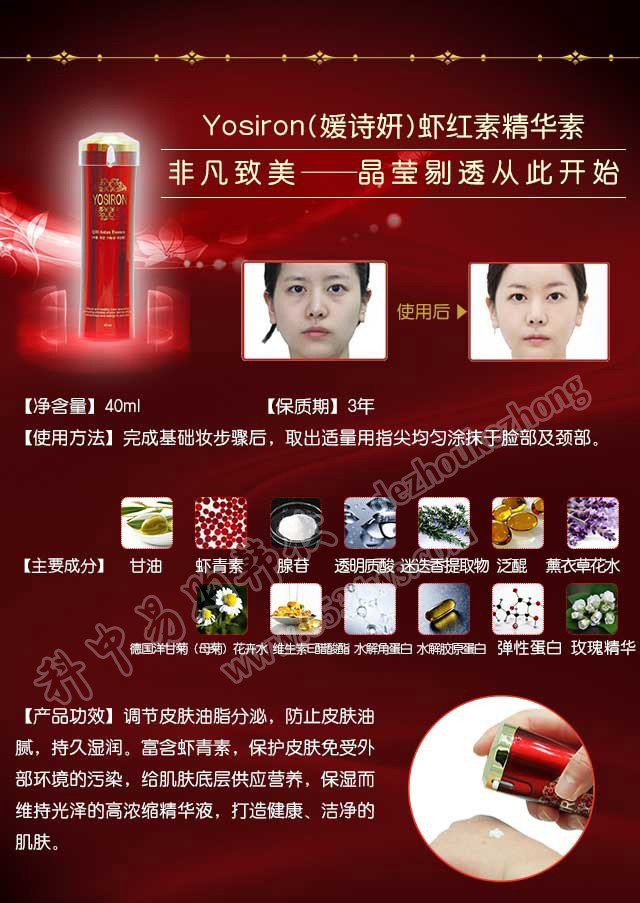 Yosiron(媛诗妍)虾红素精华素
非凡致美——晶莹剔透从此开始
YOSIRON
使用后
【净含量】40ml 【保质期】3年
【使用方法】完成基础妆步骤后，取出适量用指尖均匀涂抹于脸部及颈部。
【主要成分】 甘油 虾青素 腺苷 透明质酸 迷迭香提取物 泛醌 薰衣草花水
德国洋甘菊（母菊）花卉水 维生素E醋酸酯 水解角蛋白 水解胶原蛋白 弹性蛋白 玫瑰精华
【产品功效】调节皮肤油脂分泌，防止皮肤油
腻，持久湿润。富含虾青素，保护皮肤免受外
部环境的污染，给肌肤底层供应营养，保湿而
维持光泽的高浓缩精华液，打造健康、洁净的
肌肤。